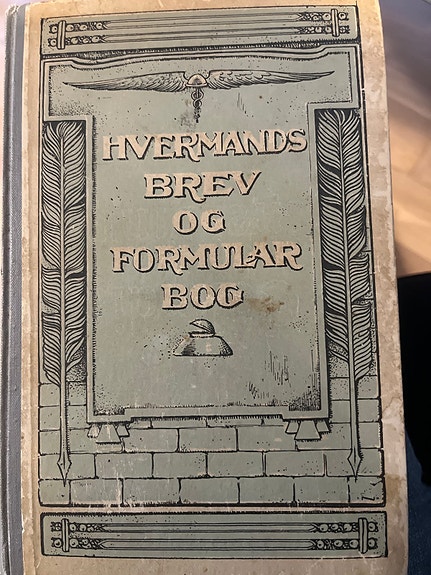 HVERMANDS
BREV
OG
FORMULAR
BOG